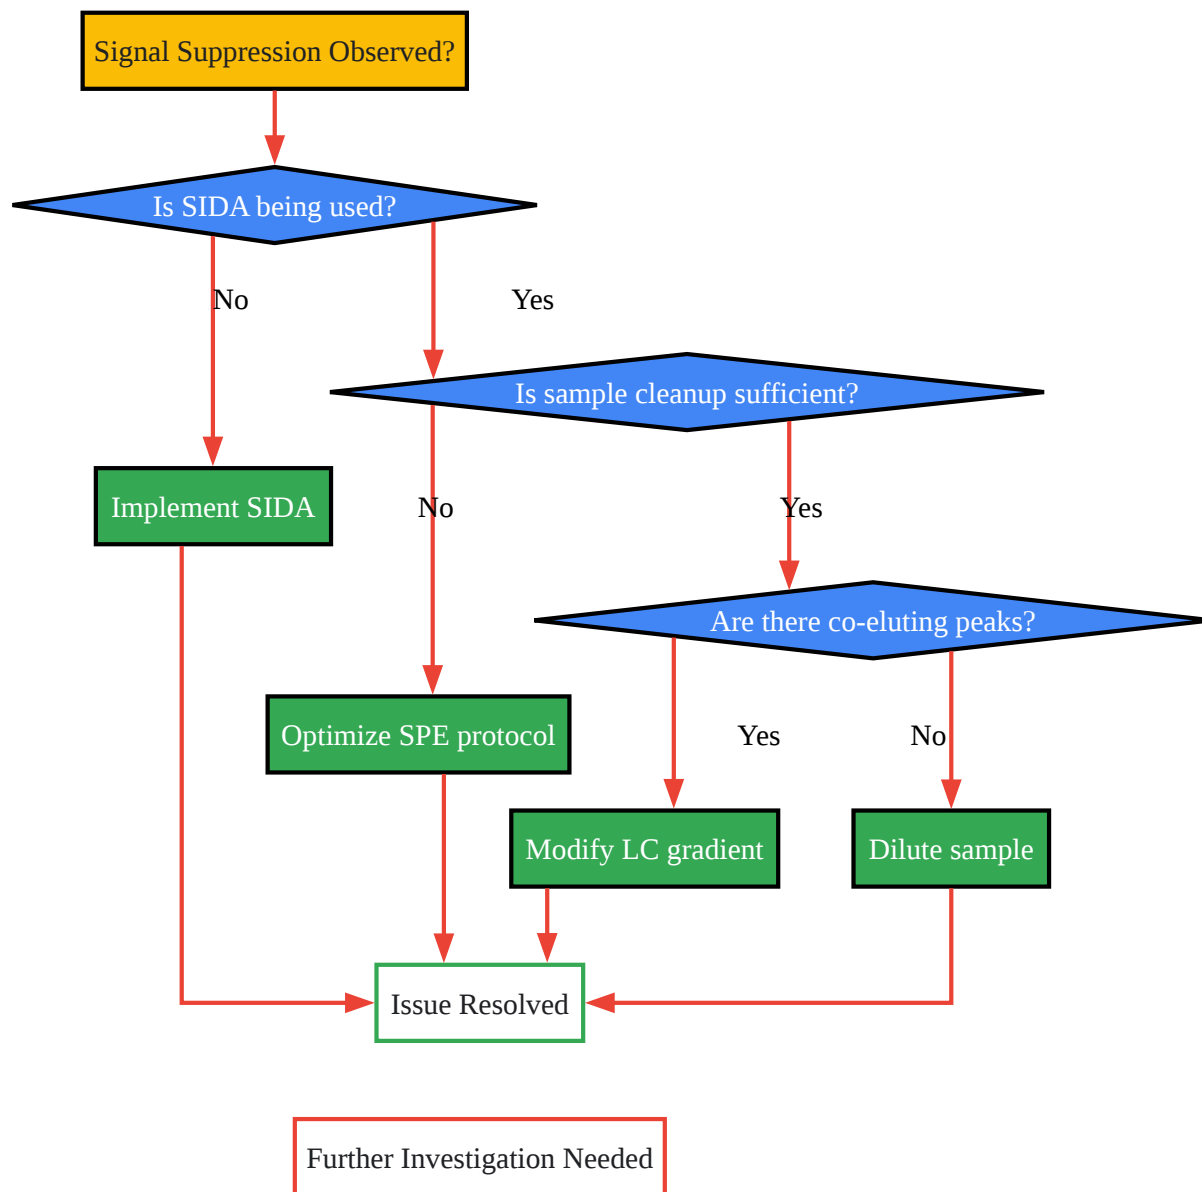 Signal Suppression Observed?
Is SIDA being used?
No
Yes
Is sample cleanup sufficient?
Implement SIDA
No
Yes
Are there co-eluting peaks?
Optimize SPE protocol
Yes
No
Modify LC gradient
Dilute sample
Issue Resolved
Further Investigation Needed